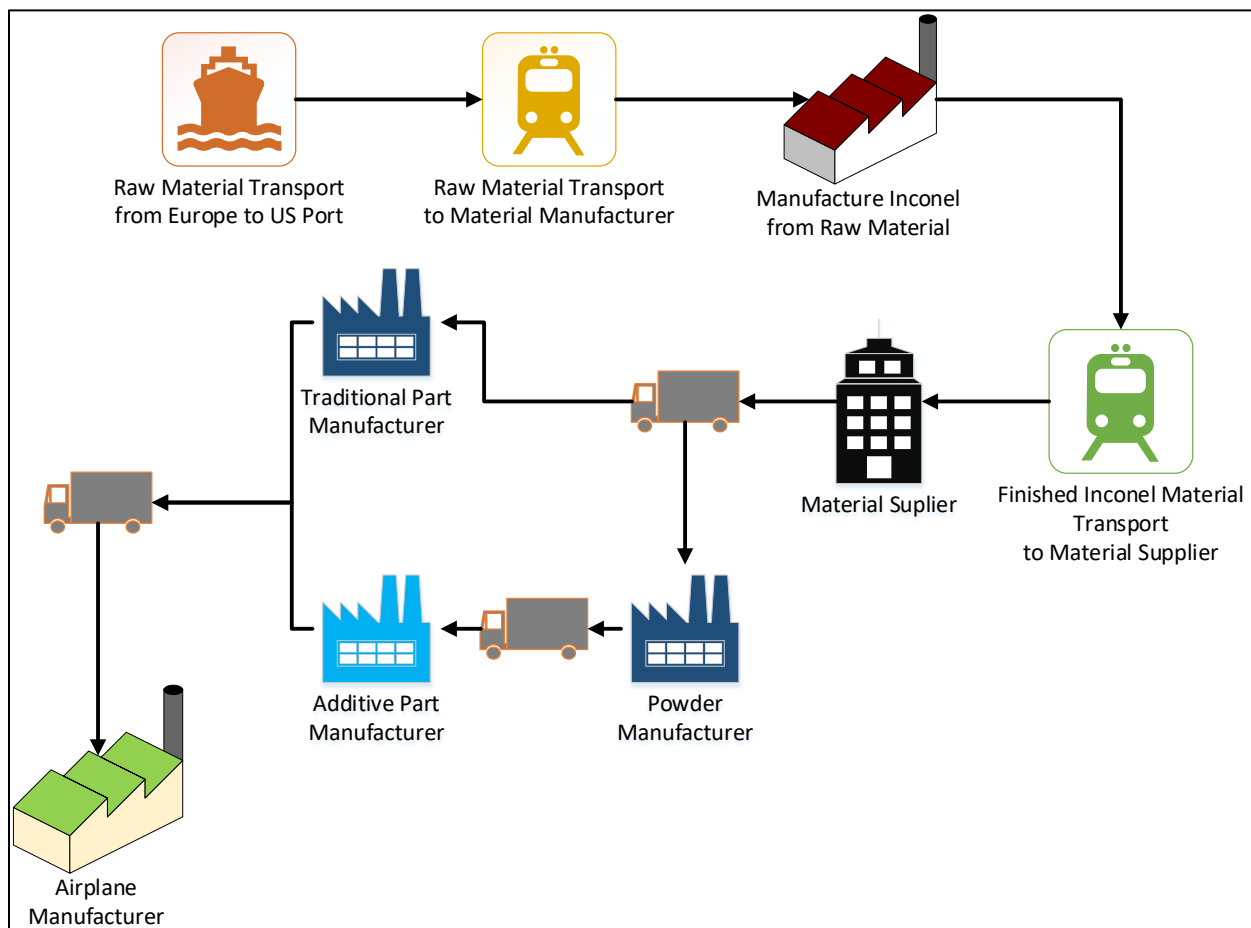 Raw Material Transport
from Europe to US Port
Raw Material Transport
to Material Manufacturer
Manufacture Inconel
from Raw Material
Traditional Part
Manufacturer
Material Suplier
Finished Inconel Material
Transport
to Material Supplier
Additive Part
Manufacturer
Powder
Manufacturer
Airplane
Manufacturer